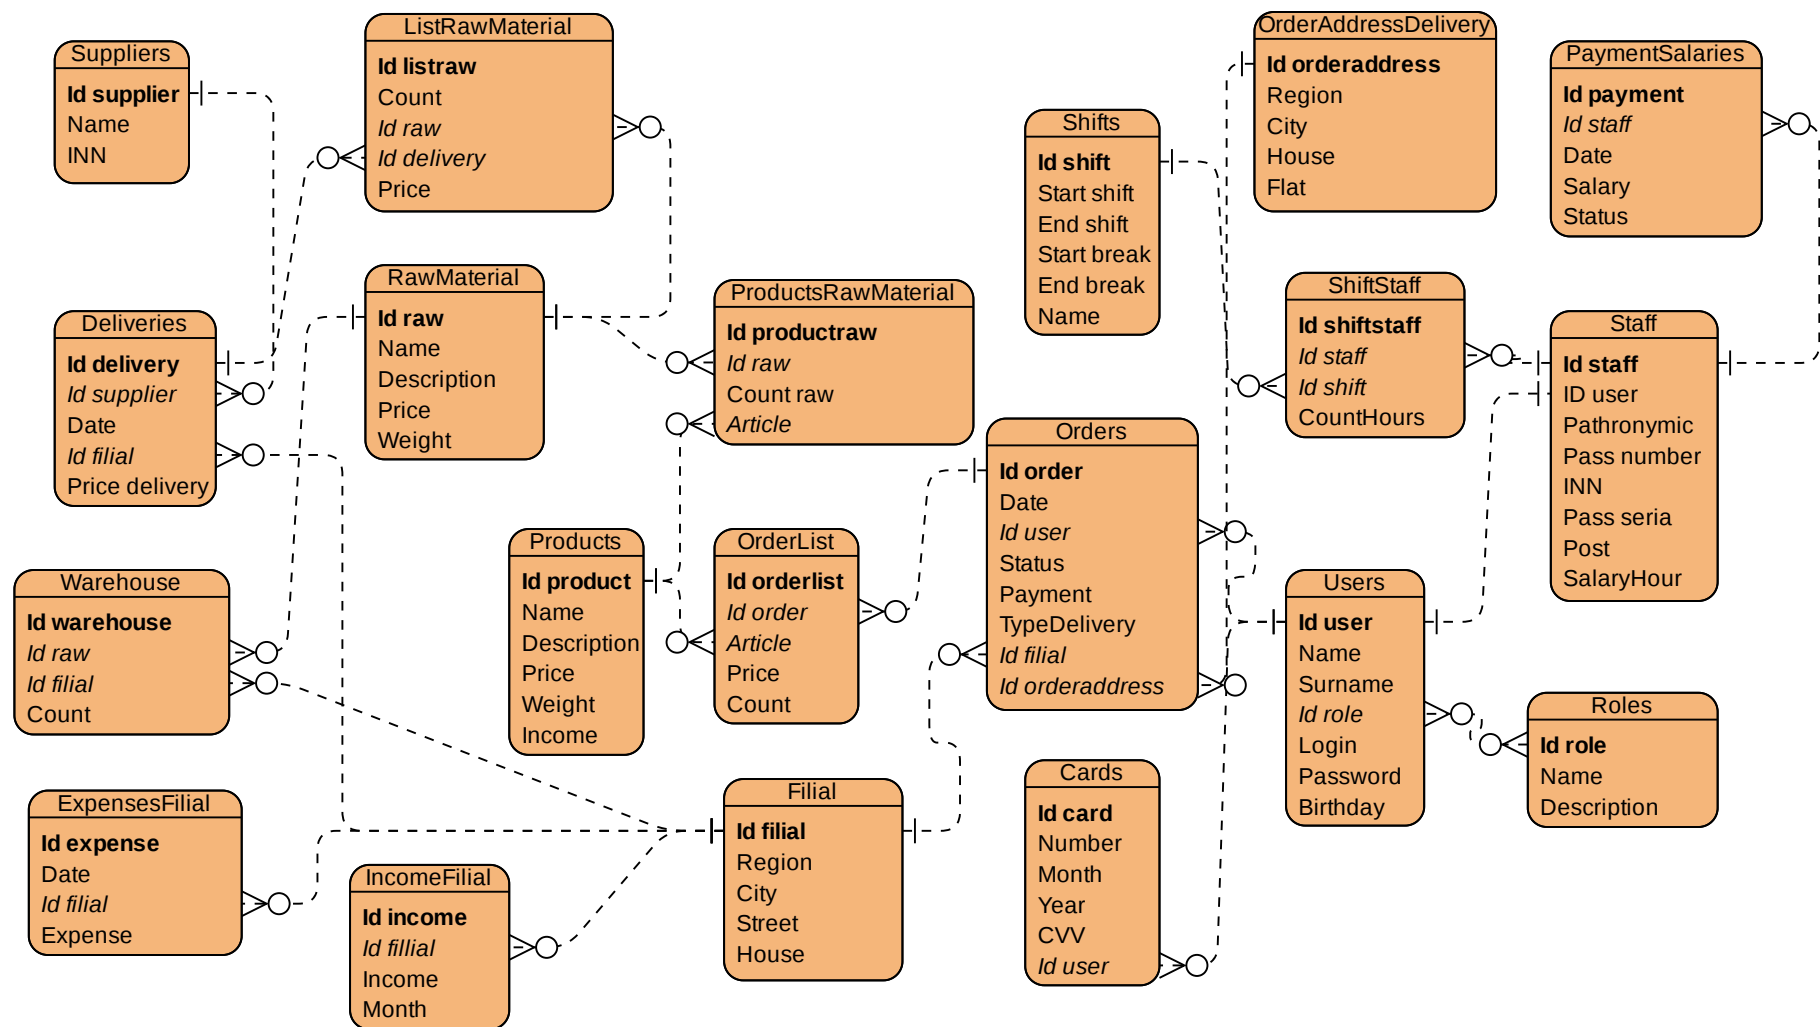 Suppliers
Id supplier
Name
INN
ListRawMaterial
Id listraw
Count
Id raw
Id delivery
Price
OrderAddressDelivery
Id orderaddress
Region
City
House
Flat
PaymentSalaries
Id payment
Id staff
Date
Salary
Status
Shifts
Id shift
Start shift
End shift
Start break
End break
Name
Deliveries
Id delivery
Id supplier
Date
Id filial
Price delivery
RawMaterial
Id raw
Name
Description
Price
Weight
ProductsRawMaterial
Id productraw
Id raw
Count raw
Article
ShiftStaff
Id shiftstaff
Id staff
Id shift
CountHours
Staff
Id staff
ID user
Pathronymic
Pass number
INN
Pass seria
Post
SalaryHour
Orders
Id order
Date
Id user
Status
Payment
TypeDelivery
Id filial
Id orderaddress
Products
Id product
Name
Description
Price
Weight
Income
OrderList
Id orderlist
Id order
Article
Price
Count
Warehouse
Id warehouse
Id raw
Id filial
Count
Users
Id user
Name
Surname
Id role
Login
Password
Birthday
Roles
Id role
Name
Description
ExpensesFilial
Id expense
Date
Id filial
Expense
IncomeFilial
Id income
Id fillial
Income
Month
Filial
Id filial
Region
City
Street
House
Cards
Id card
Number
Month
Year
CVV
Id user